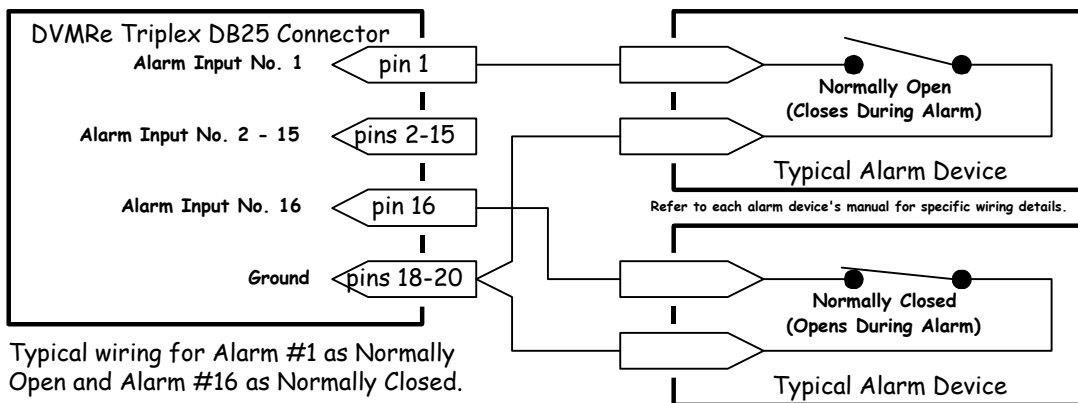 DVMRe Triplex DB25 Connector
Alarm Input No. 1
pin 1
Alarm Input No. 2 - 15
pins 2-15
Alarm Input No. 16
pin 16
Ground
pins 18-20
Typical wiring for Alarm #1 as Normally
Open and Alarm #16 as Normally Closed.
Normally Open
(Closes During Alarm)
Typical Alarm Device
Refer to each alarm device's manual for specific wiring details.
Normally Closed
(Opens During Alarm)
Typical Alarm Device